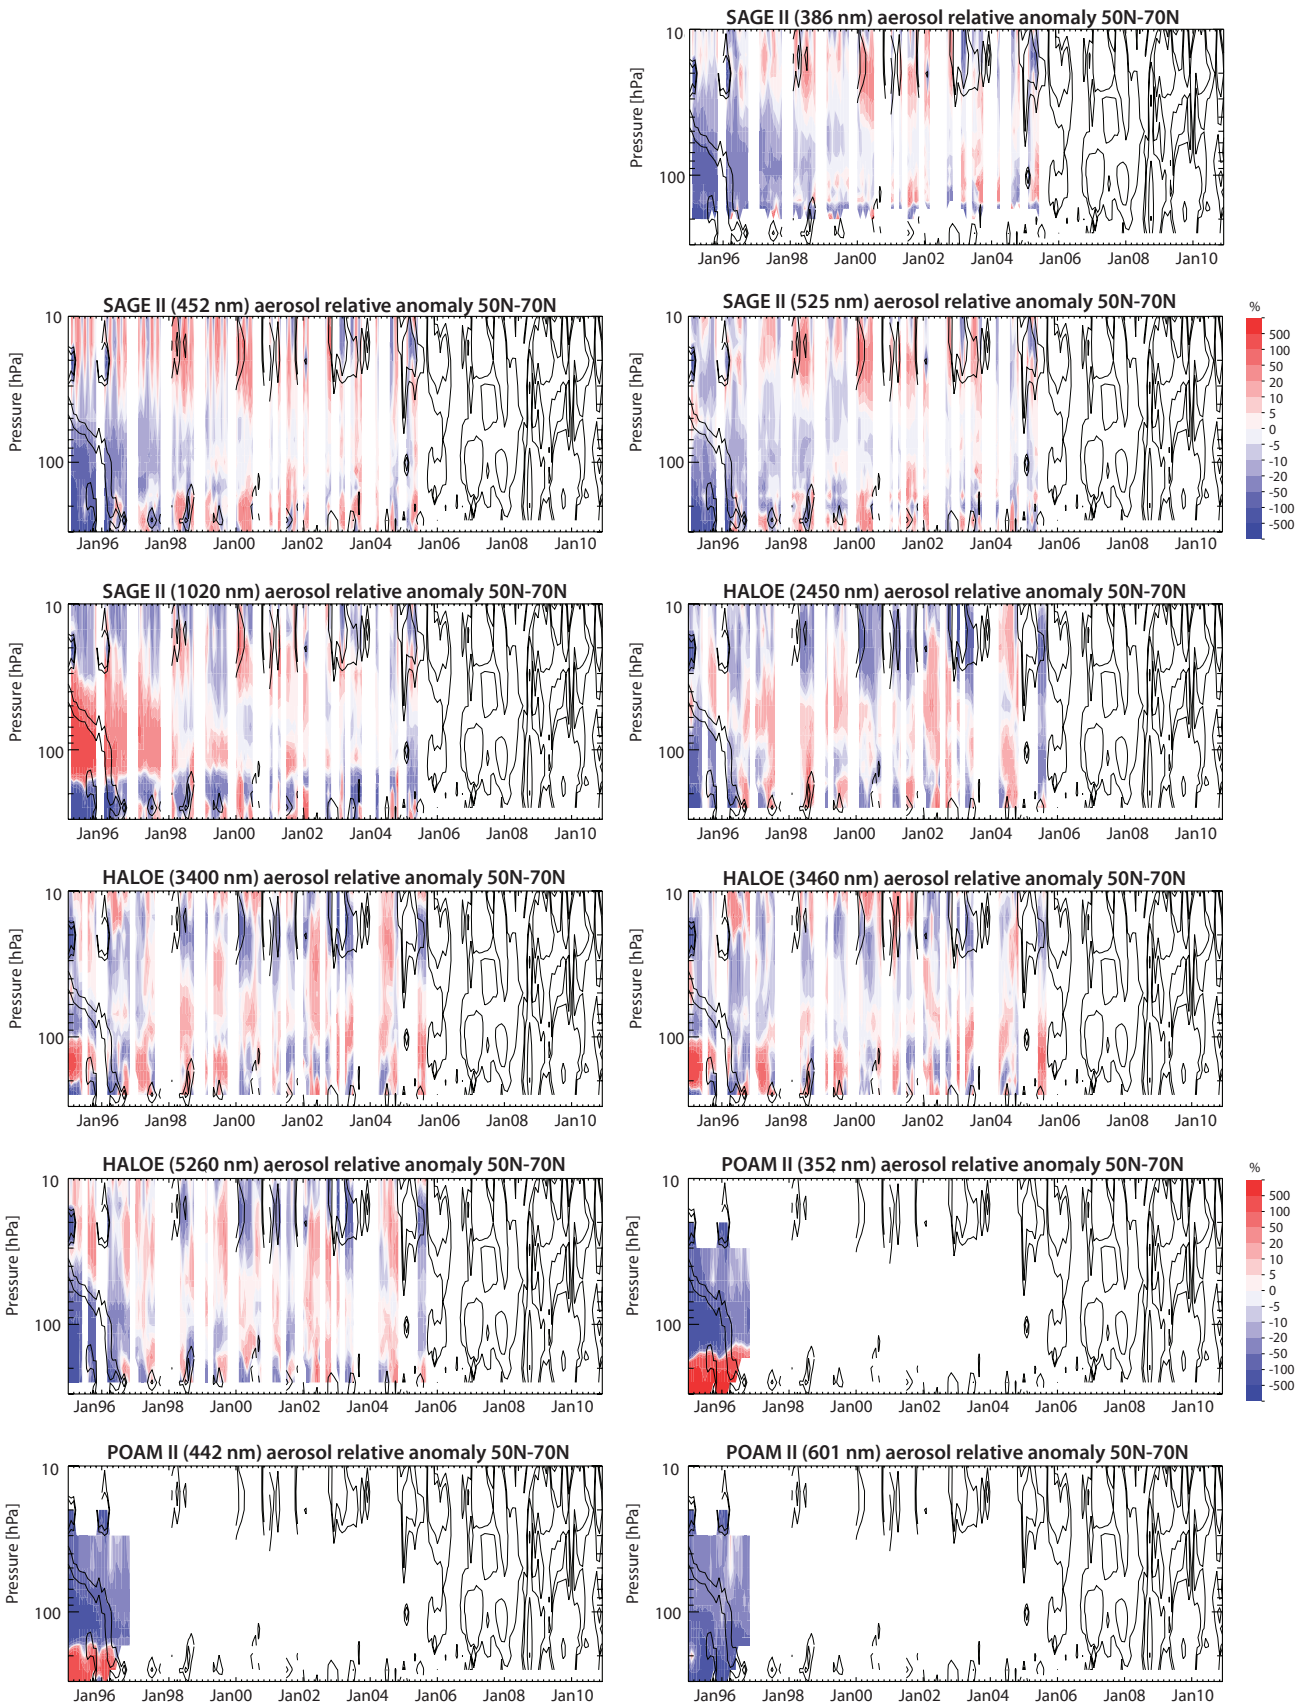 SAGE II (386 nm) aerosol relative anomaly 50N-70N
10
Pressure [hPa]
100
Jan96 Jan98 Jan00 Jan02 Jan04 Jan06 Jan08 Jan10
SAGE II (452 nm) aerosol relative anomaly 50N-70N
10
Pressure [hPa]
100
Jan96 Jan98 Jan00 Jan02 Jan04 Jan06 Jan08 Jan10
SAGE II (525 nm) aerosol relative anomaly 50N-70N
10
Pressure [hPa]
100
Jan96 Jan98 Jan00 Jan02 Jan04 Jan06 Jan08 Jan10
%
500
100
50
20
10
5
0
-5
-10
-20
-50
-100
-500
SAGE II (1020 nm) aerosol relative anomaly 50N-70N
10
Pressure [hPa]
100
Jan96 Jan98 Jan00 Jan02 Jan04 Jan06 Jan08 Jan10
HALOE (2450 nm) aerosol relative anomaly 50N-70N
10
Pressure [hPa]
100
Jan96 Jan98 Jan00 Jan02 Jan04 Jan06 Jan08 Jan10
HALOE (3400 nm) aerosol relative anomaly 50N-70N
10
Pressure [hPa]
100
Jan96 Jan98 Jan00 Jan02 Jan04 Jan06 Jan08 Jan10
HALOE (3460 nm) aerosol relative anomaly 50N-70N
10
Pressure [hPa]
100
Jan96 Jan98 Jan00 Jan02 Jan04 Jan06 Jan08 Jan10
HALOE (5260 nm) aerosol relative anomaly 50N-70N
10
Pressure [hPa]
100
Jan96 Jan98 Jan00 Jan02 Jan04 Jan06 Jan08 Jan10
POAM II (352 nm) aerosol relative anomaly 50N-70N
10
Pressure [hPa]
100
Jan96 Jan98 Jan00 Jan02 Jan04 Jan06 Jan08 Jan10
%
500
100
50
20
10
5
0
-5
-10
-20
-50
-100
-500
POAM II (442 nm) aerosol relative anomaly 50N-70N
10
Pressure [hPa]
100
Jan96 Jan98 Jan00 Jan02 Jan04 Jan06 Jan08 Jan10
POAM II (601 nm) aerosol relative anomaly 50N-70N
10
Pressure [hPa]
100
Jan96 Jan98 Jan00 Jan02 Jan04 Jan06 Jan08 Jan10